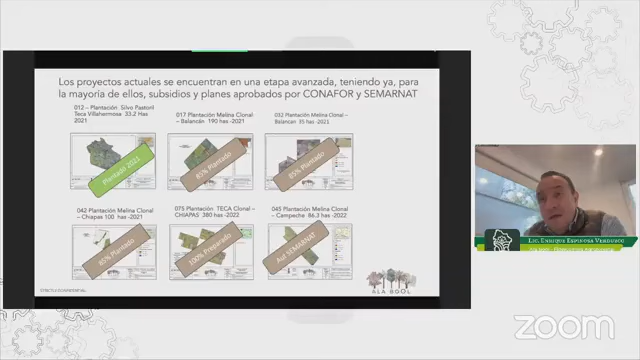 Los proyectos actuales se encuentran en una etapa avanzada, teniendo ya, para
la mayoría de ellos, subsidios y planes aprobados por CONAFOR y SEMARNAT
012 – Plantación Silvo Pastoril
Teca Villahermosa 33.2 Has
2021
017 Plantación Melina Clonal
– Balancán 190 has -2021
032 Plantación Melina Clonal –
Balancan 35 has -2021
Plantado 2021
85% Plantado
85% Plantado
042 Plantación Melina Clonal
– Chiapas 100 has -2021
075 Plantación TECA Clonal –
CHIAPAS 380 has -2022
045 Plantación Melina Clonal
- Campeche 86.3 has -2022
85% Plantado
100% Preparado
Aut SEMARNAT
ALA BOOL
Lic. Enrique Espinosa Verdusco
zoom